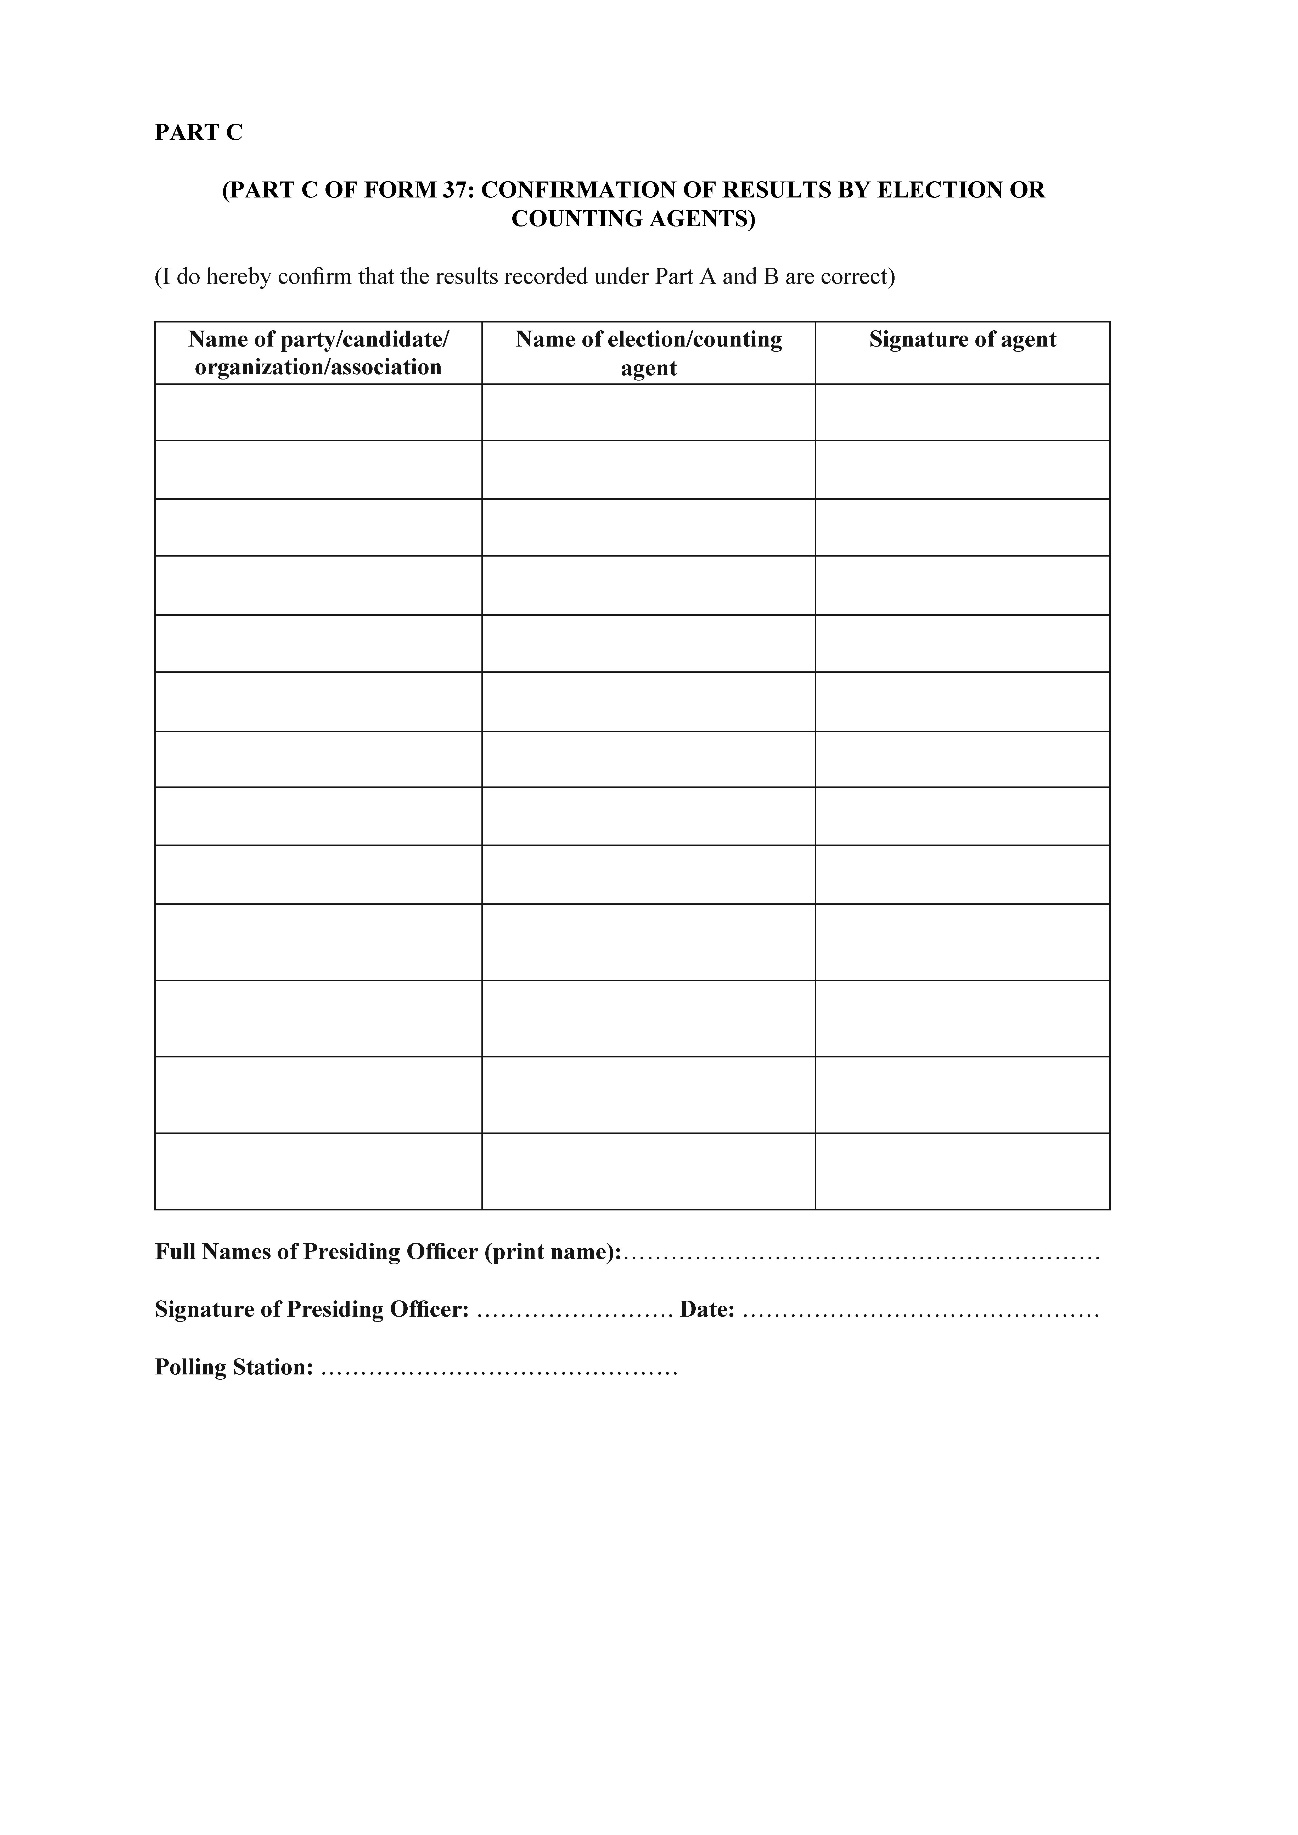 PART C
(PART C OF FORM 37: CONFIRMATION OF RESULTS BY ELECTION OR
COUNTING AGENTS)
(I do hereby confirm that the results recorded under Part A and B are correct)
Name of party/candidate/
organization/association
Name of election/counting
agent
Signature of agent
Full Names of Presiding Officer (print name):……………………………………………………
Signature of Presiding Officer: ……………………. Date: ………………………………………
Polling Station: ………………………………………